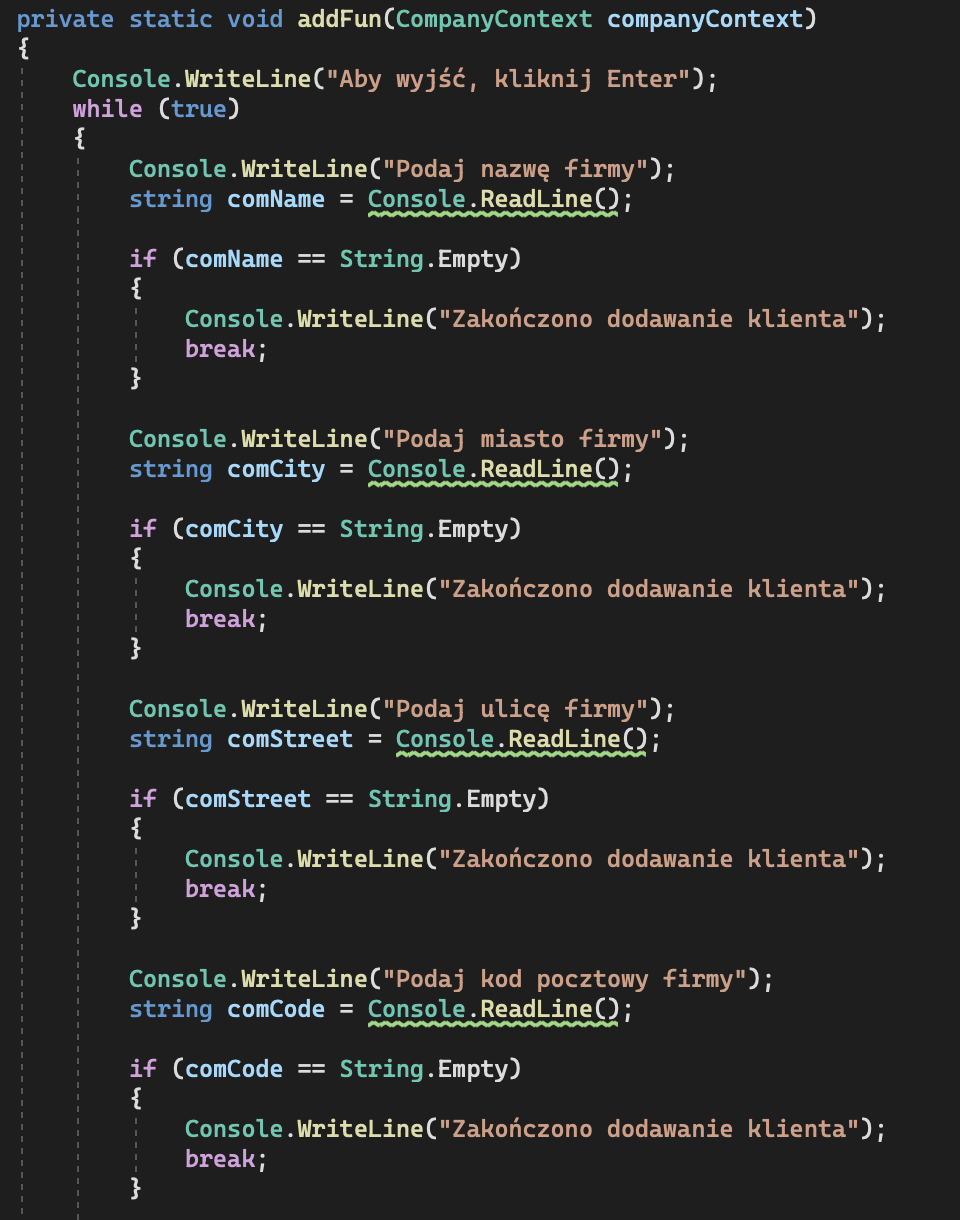 private static void addFun(CompanyContext companyContext)
{
Console.WriteLine("Aby wyjść, kliknij Enter");
while (true)
{
Console.WriteLine("Podaj nazwę firmy");
string comName = Console.ReadLine();
if (comName == String.Empty)
{
Console.WriteLine("Zakończono dodawanie klienta");
break;
}
Console.WriteLine("Podaj miasto firmy");
string comCity = Console.ReadLine();
if (comCity == String.Empty)
{
Console.WriteLine("Zakończono dodawanie klienta");
break;
}
Console.WriteLine("Podaj ulicę firmy");
string comStreet = Console.ReadLine();
if (comStreet == String.Empty)
{
Console.WriteLine("Zakończono dodawanie klienta");
break;
}
Console.WriteLine("Podaj kod pocztowy firmy");
string comCode = Console.ReadLine();
if (comCode == String.Empty)
{
Console.WriteLine("Zakończono dodawanie klienta");
break;
}